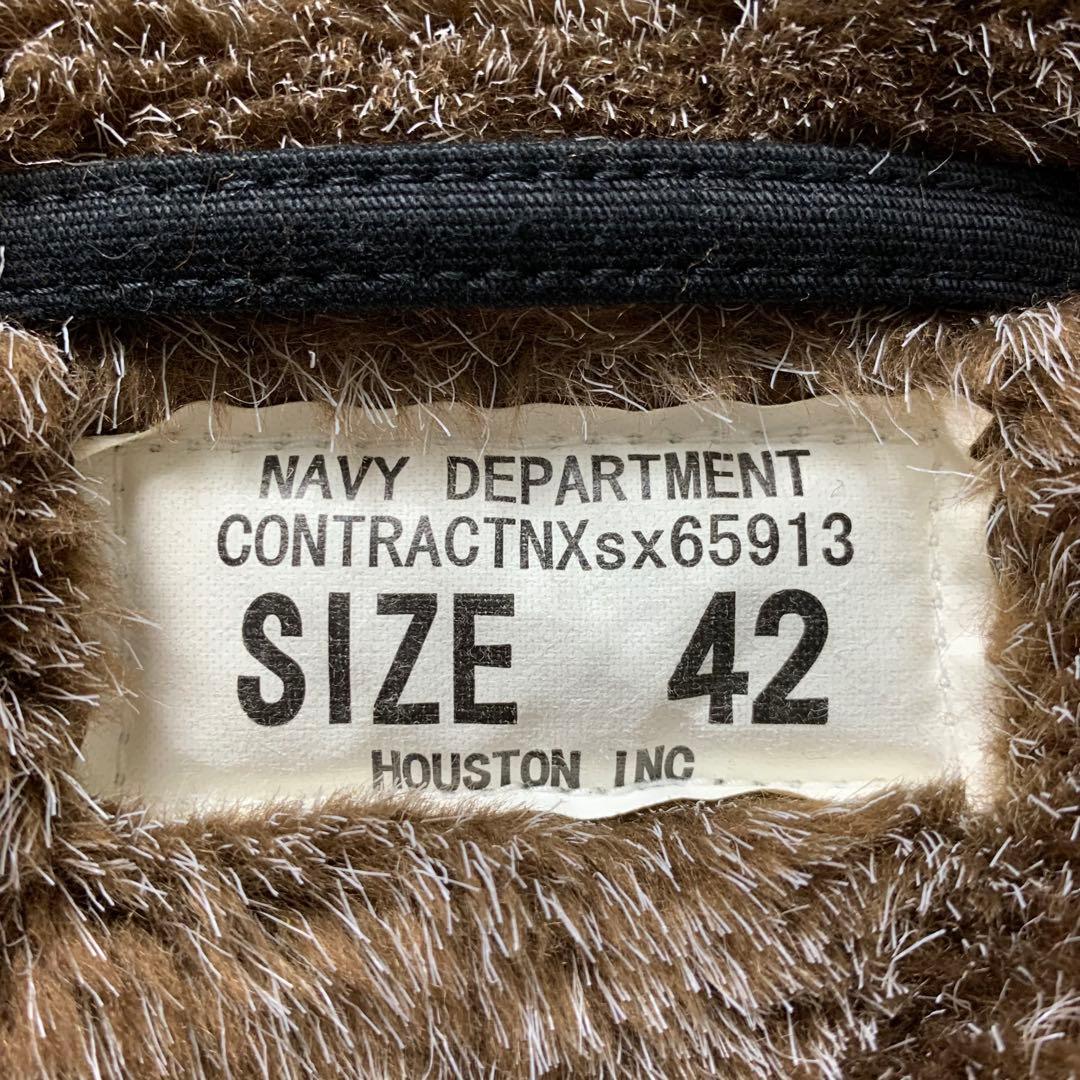 NAVY DEPARTMENT
CONTRACTNXsx65913
SIZE 42
HOUSTON INC